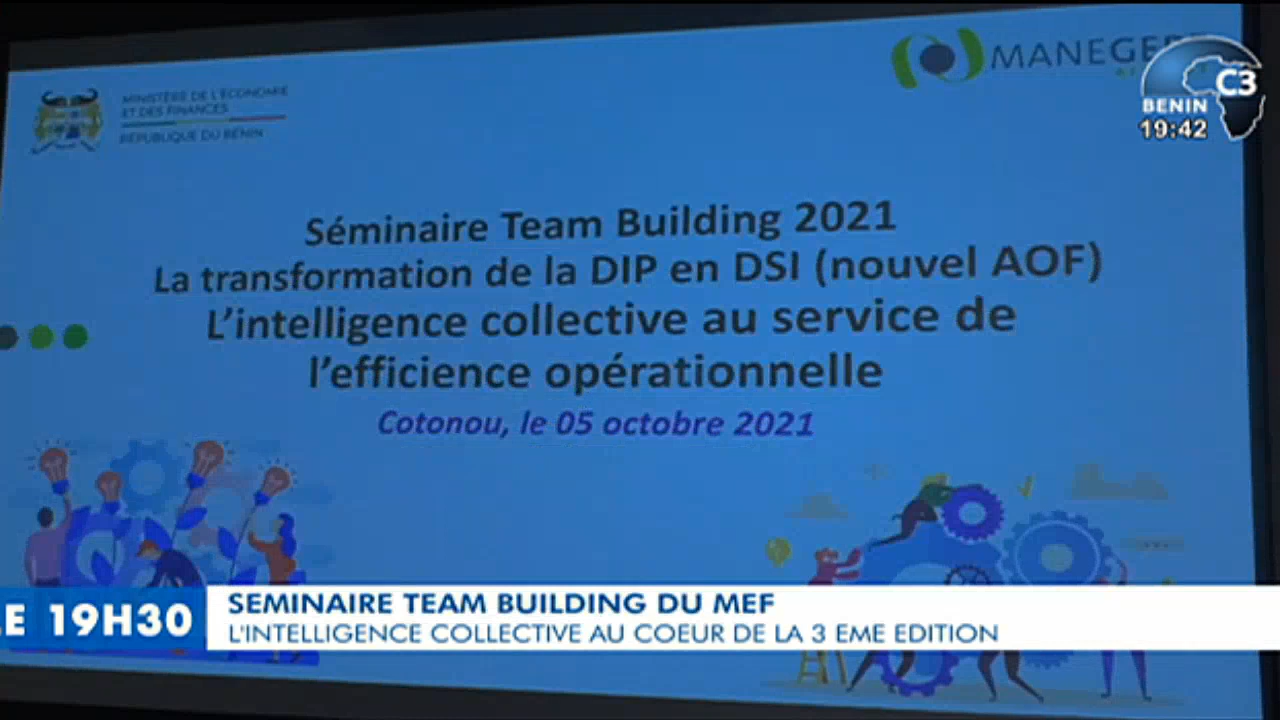 MANEGE
C3
BENIN
19:42
MINISTÈRE DE L'ÉCONOMIE
ET DES FINANCES
RÉPUBLIQUE DU BÉNIN
Séminaire Team Building 2021
La transformation de la DIP en DSI (nouvel AOF)
L'intelligence collective au service de
l'efficience opérationnelle
Cotonou, le 05 octobre 2021
LE 19H30
SEMINAIRE TEAM BUILDING DU MEF
L'INTELLIGENCE COLLECTIVE AU COEUR DE LA 3 EME EDITION